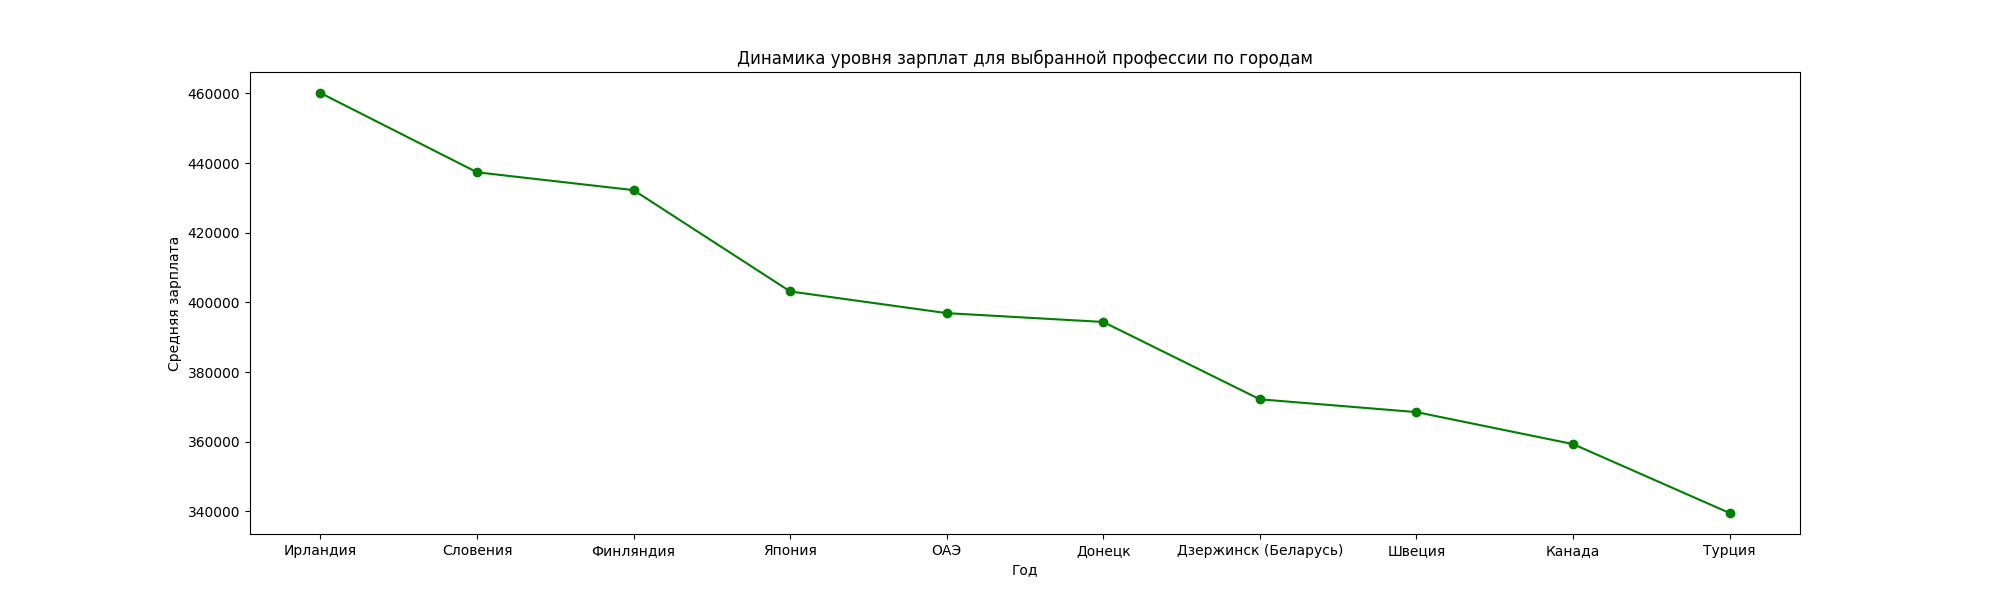 Динамика уровня зарплат для выбранной профессии по городам
460000
440000
420000
400000
380000
360000
340000
Средняя зарплата
Ирландия Словения Финляндия Япония ОАЭ Донецк Дзержинск (Беларусь) Швеция Канада Турция
Год